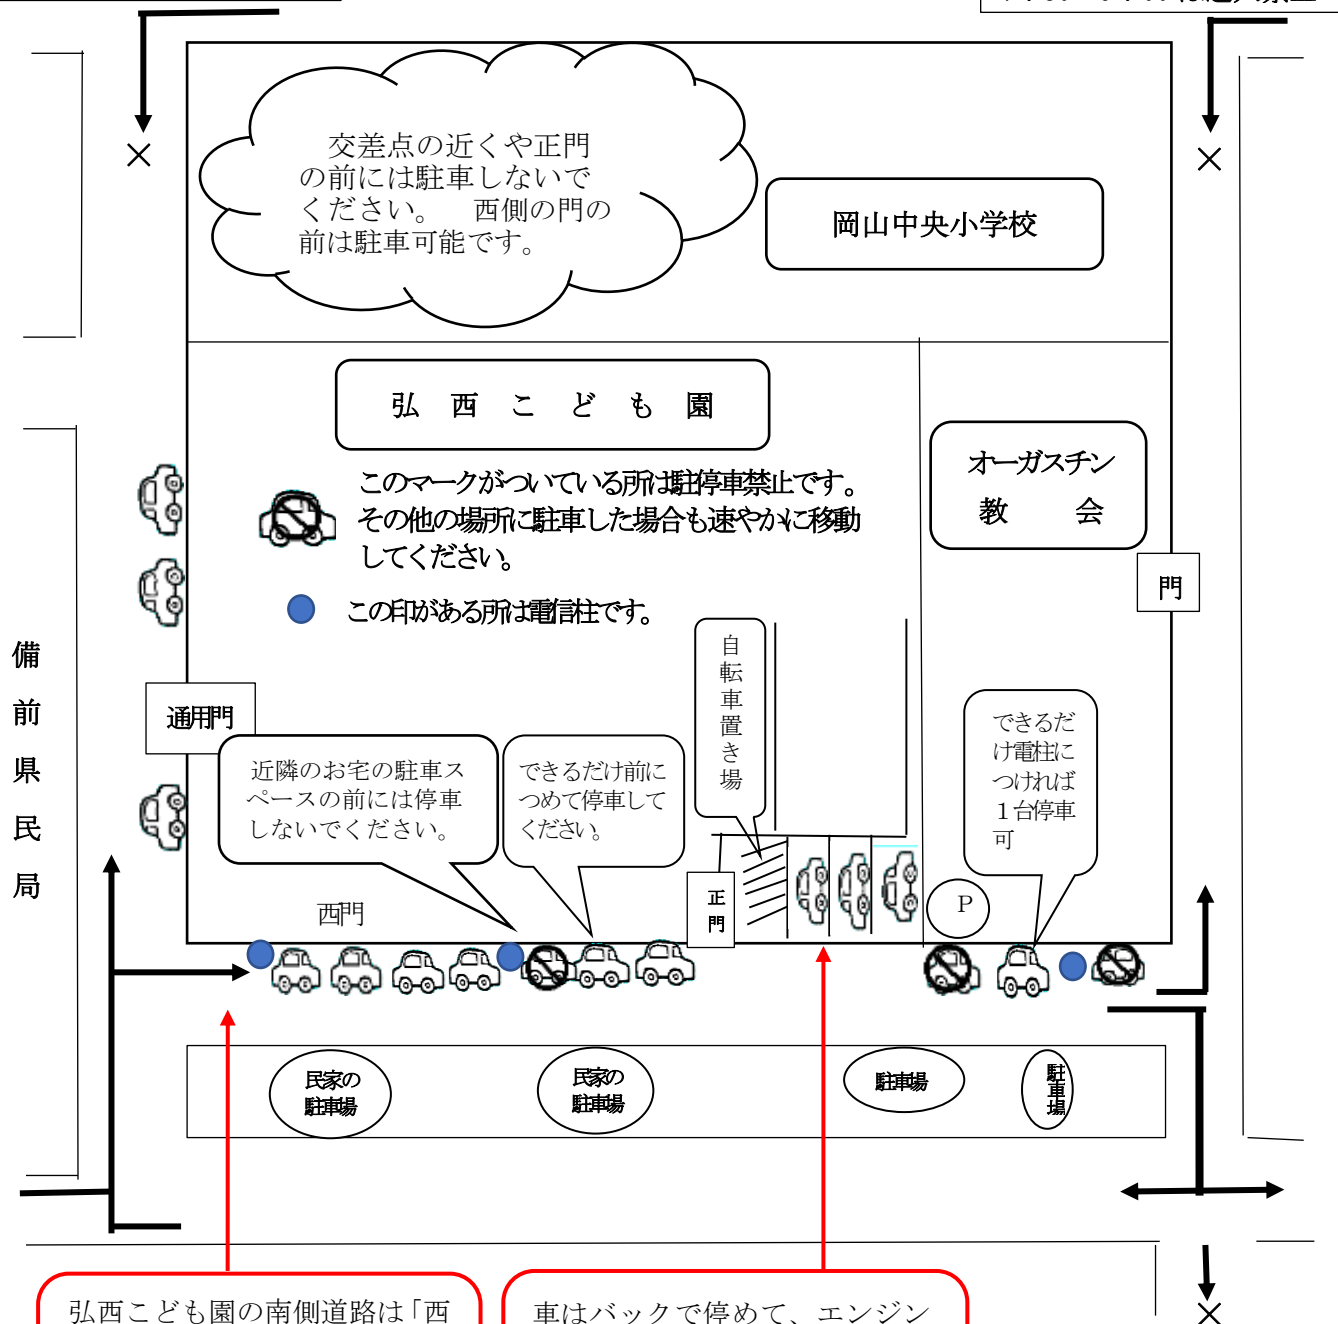 交差点の近くや正門
の前には駐車しないで
ください。　西側の門の
前は駐車可能です。
岡山中央小学校
弘　西　こ　ど　も　園
このマークがついている所は駐停車禁止です。
その他の場所に駐車した場合も速やかに移動
してください。
この印がある所は電信柱です。
オーガスチン
教　　会
門
備前県民局
通用門
自転車置き場
近隣のお宅の駐車ス
ペースの前には停車
しないでください。
できるだけ前に
つめて停車して
ください。
できるだ
け電柱に
つければ
１台停車
可
西門
正門
P
民家の
駐車場
民家の
駐車場
駐車場
駐車場
弘西こども園の南側道路は「西
車はバックで停めて、エンジン